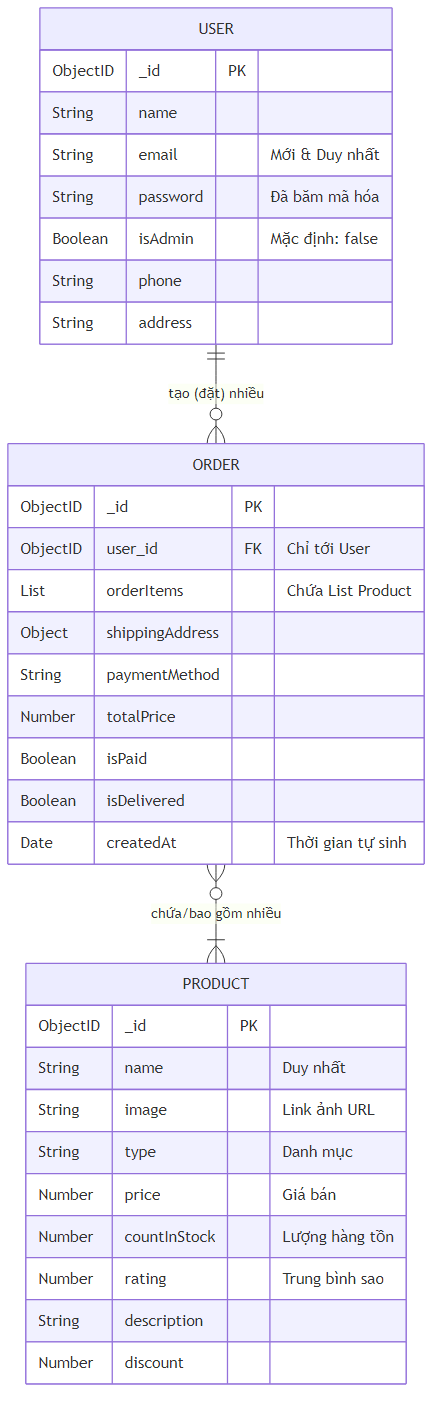 USER
ObjectID _id PK
String name
String email Mới & Duy nhất
String password Đã băm mã hóa
Boolean isAdmin Mặc định: false
String phone
String address
tạo (đặt) nhiều
ORDER
ObjectID _id PK
ObjectID user_id FK Chỉ tới User
List orderItems Chứa List Product
Object shippingAddress
String paymentMethod
Number totalPrice
Boolean isPaid
Boolean isDelivered
Date createdAt Thời gian tự sinh
chứa/bao gồm nhiều
PRODUCT
ObjectID _id PK
String name Duy nhất
String image Link ảnh URL
String type Danh mục
Number price Giá bán
Number countInStock Lượng hàng tồn
Number rating Trung bình sao
String description
Number discount